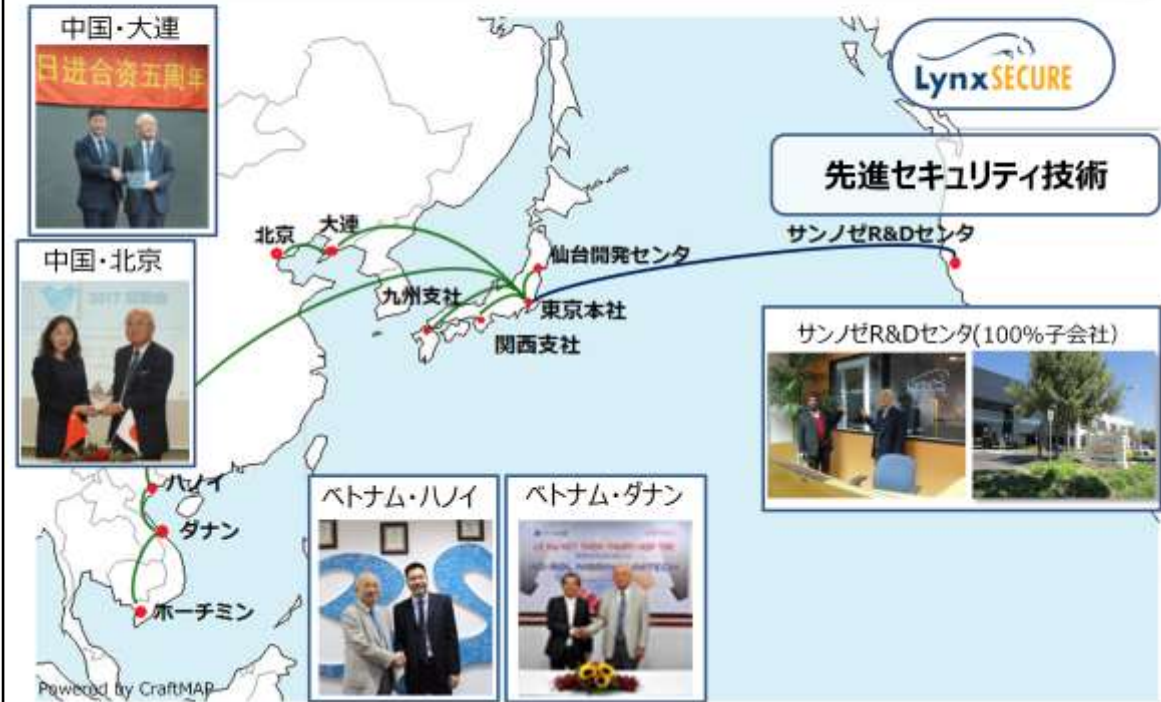 中国・大連
日进合资五周年
LynxSECURE
先進セキュリティ技術
北京
大連
サンノゼR&Dセンタ
仙台開発センタ
中国・北京
九州支社
東京本社
関西支社
サンノゼR&Dセンタ(100%子会社)
ハノイ
ダナン
ホーチミン
ベトナム・ハノイ
ベトナム・ダナン
Powered by CraftMAP